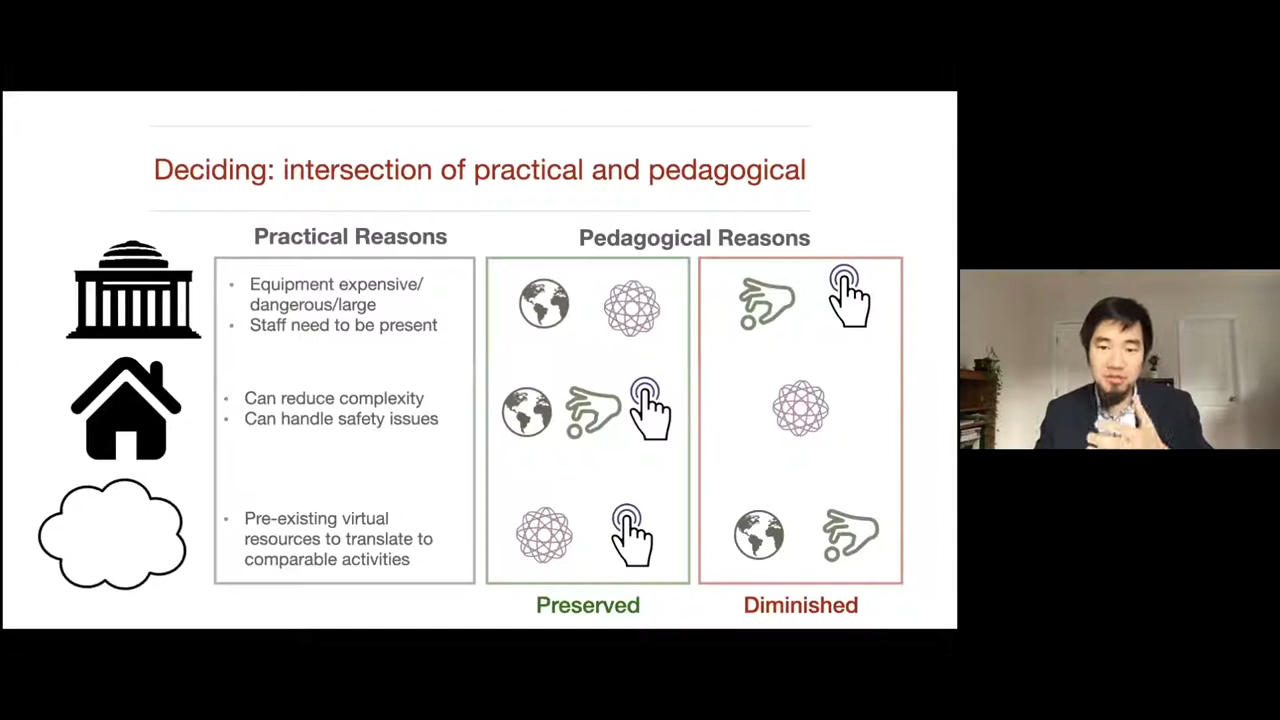 Deciding: intersection of practical and pedagogical
Practical Reasons
Pedagogical Reasons
• Equipment expensive/
dangerous/large
• Staff need to be present
• Can reduce complexity
• Can handle safety issues
• Pre-existing virtual
resources to translate to
comparable activities
Preserved
Diminished